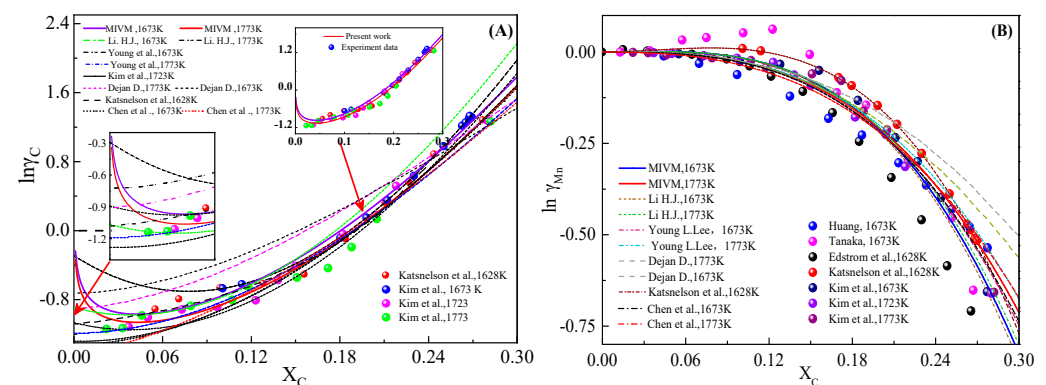 (A)
MIVM ,1673K
MIVM ,1773K
Li. H.J., 1673K
Li. H.J., 1773K
Young et al.,1673K
Young et al.,1773K
Kim et al.,1723K
Dejan D.,1773K
Dejan D.,1673K
Katsnelson et al.,1628K
Chen et al., 1673K
Chen et al., 1773K
Present work
Experiment data
1.2
0.0
-1.2
0.0 0.1 0.2 0.3
-0.3
-0.6
-0.9
-1.2
2.4
1.6
0.8
0.0
-0.8
lnγC
Katsnelson et al.,1628K
Kim et al., 1673 K
Kim et al.,1723
Kim et al.,1773
0.00 0.06 0.12 0.18 0.24 0.30
XC
(B)
0.00
-0.25
-0.50
-0.75
ln γMn
MIVM,1673K
MIVM,1773K
Li H.J.,1673K
Li H.J.,1773K
Young L.Lee, 1673K
Young L.Lee, 1773K
Dejan D.,1773K
Dejan D.,1673K
Katsnelson et al.,1628K
Chen et al.,1673K
Chen et al.,1773K
Huang, 1673K
Tanaka, 1673K
Edstrom et al.,1628K
Katsnelson et al.,1628K
Kim et al.,1673K
Kim et al.,1723K
Kim et al.,1773K
0.00 0.06 0.12 0.18 0.24 0.30
XC